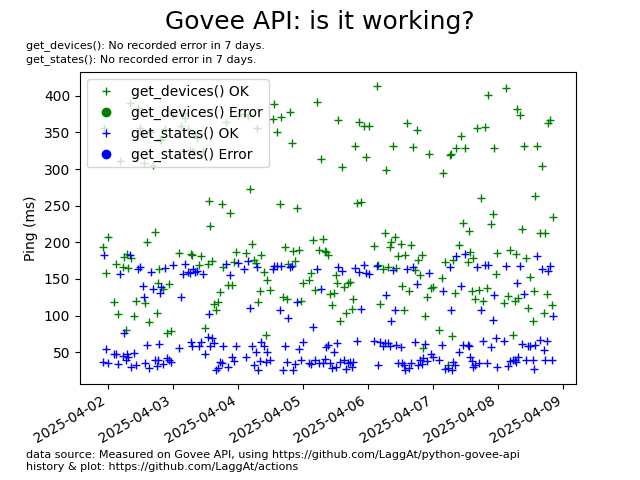 Govee API: is it working?
get_devices(): No recorded error in 7 days.
get_states(): No recorded error in 7 days.
get_devices() OK
get_devices() Error
get_states() OK
get_states() Error
Ping (ms)
400
350
300
250
200
150
100
50
2025-04-02
2025-04-03
2025-04-04
2025-04-05
2025-04-06
2025-04-07
2025-04-08
2025-04-09
data source: Measured on Govee API, using https://github.com/LaggAt/python-govee-api
history & plot: https://github.com/LaggAt/actions